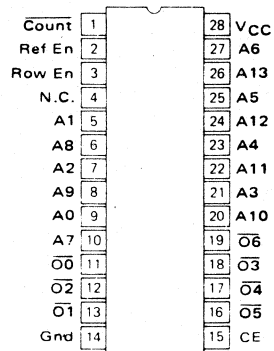 Count 1 28 VCC
Ref En 2 27 A6
Row En 3 26 A13
N.C. 4 25 A5
A1 5 24 A12
A8 6 23 A4
A2 7 22 A11
A9 8 21 A3
A0 9 20 A10
A7 10 19 O6
O0 11 18 O3
O2 12 17 O4
O1 13 16 O5
Gnd 14 15 CE